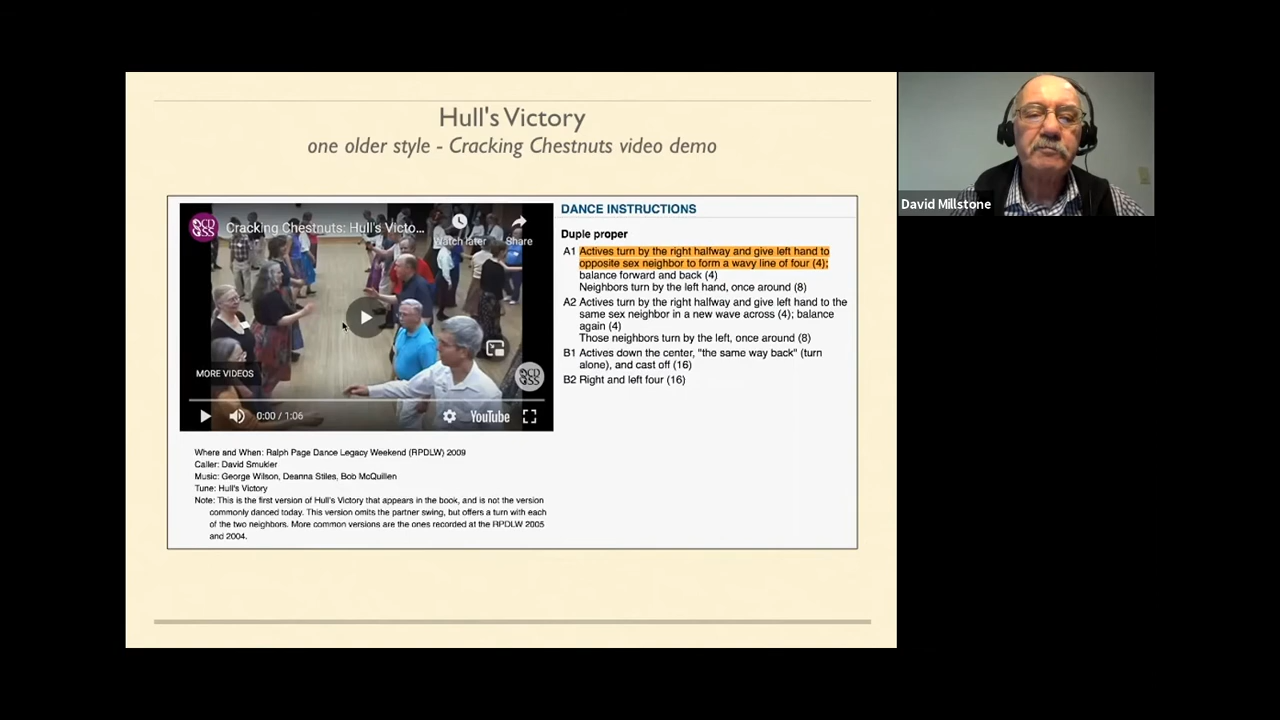 Hull's Victory
one older style - Cracking Chestnuts video demo
CDSS
Cracking Chestnuts: Hull's Victo...
Watch later
Share
MORE VIDEOS
CDSS
0:00 / 1:06
YouTube
Where and When: Ralph Page Dance Legacy Weekend (RPDLW) 2009
Caller: David Smukler
Music: George Wilson, Deanna Stiles, Bob McQuillen
Tune: Hull's Victory
Note: This is the first version of Hull's Victory that appears in the book, and is not the version
commonly danced today. This version omits the partner swing, but offers a turn with each
of the two neighbors. More common versions are the ones recorded at the RPDLW 2005
and 2004.
DANCE INSTRUCTIONS
Duple proper
A1 Actives turn by the right halfway and give left hand to
opposite sex neighbor to form a wavy line of four (4);
balance forward and back (4)
Neighbors turn by the left hand, once around (8)
A2 Actives turn by the right halfway and give left hand to the
same sex neighbor in a new wave across (4); balance
again (4)
Those neighbors turn by the left, once around (8)
B1 Actives down the center, "the same way back" (turn
alone), and cast off (16)
B2 Right and left four (16)
David Millstone